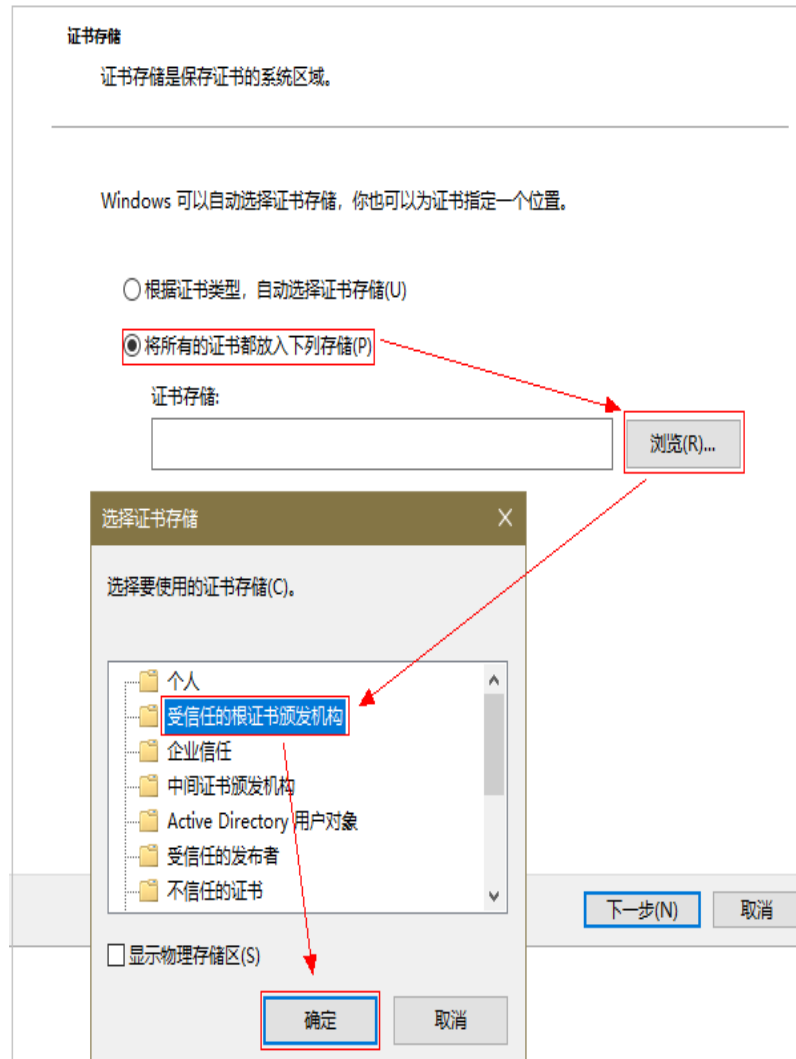 证书存储
证书存储是保存证书的系统区域。
Windows 可以自动选择证书存储，你也可以为证书指定一个位置。
根据证书类型，自动选择证书存储(U)
将所有的证书都放入下列存储(P)
证书存储:
浏览(R)...
选择证书存储
选择要使用的证书存储(C)。
个人
受信任的根证书颁发机构
企业信任
中间证书颁发机构
Active Directory 用户对象
受信任的发布者
不信任的证书
下一步(N) 取消
显示物理存储区(S)
确定 取消